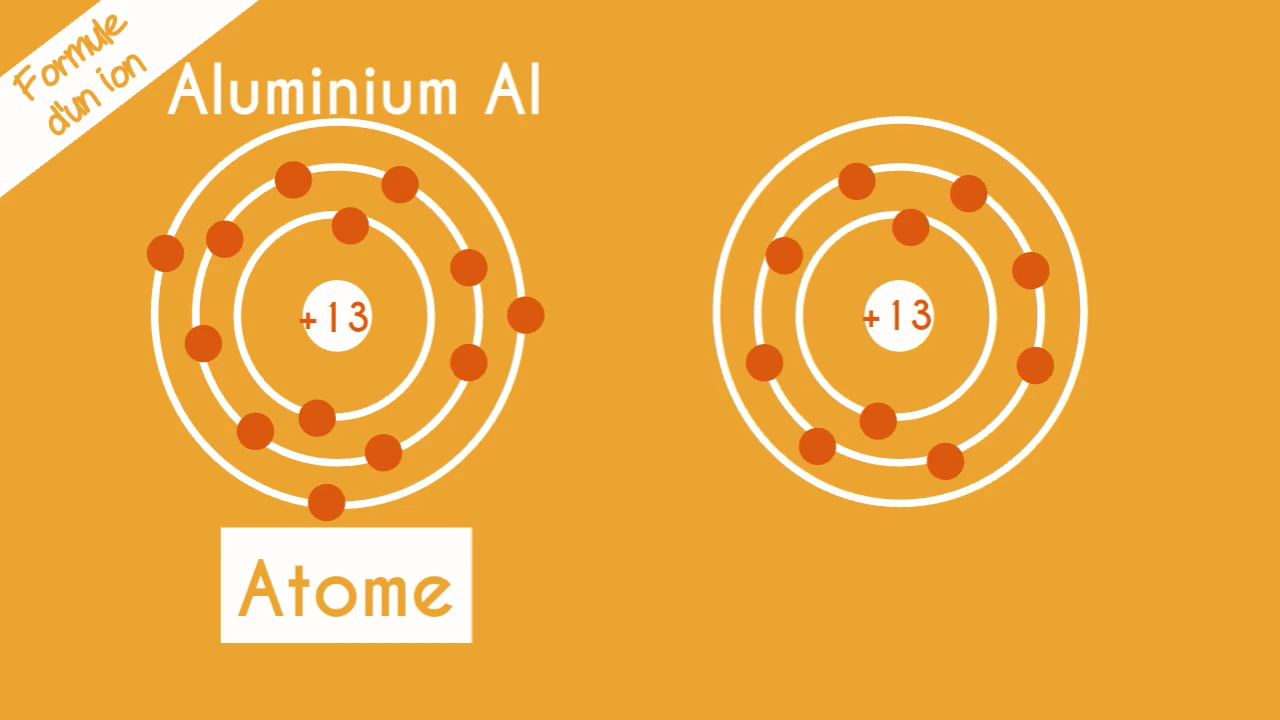 Formule
d'un ion
Aluminium Al
+13
+13
Atome